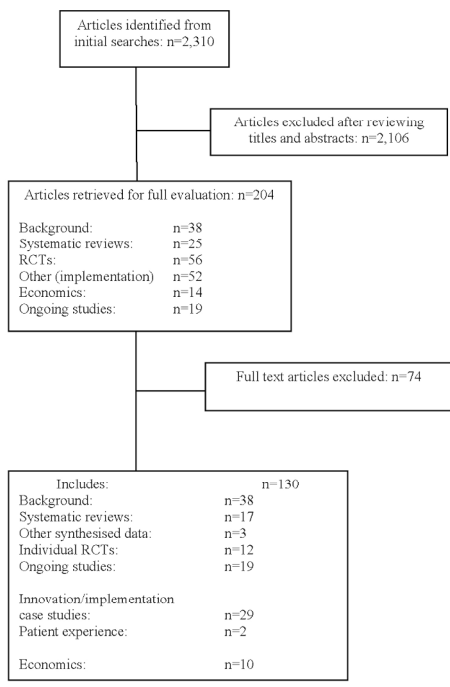 Articles identified from
initial searches: n=2,310
Articles excluded after reviewing
titles and abstracts: n=2,106
Articles retrieved for full evaluation: n=204
Background: n=38
Systematic reviews: n=25
RCTs: n=56
Other (implementation) n=52
Economics: n=14
Ongoing studies: n=19
Full text articles excluded: n=74
Includes: n=130
Background: n=38
Systematic reviews: n=17
Other synthesised data: n=3
Individual RCTs: n=12
Ongoing studies: n=19
Innovation/implementation
case studies: n=29
Patient experience: n=2
Economics: n=10